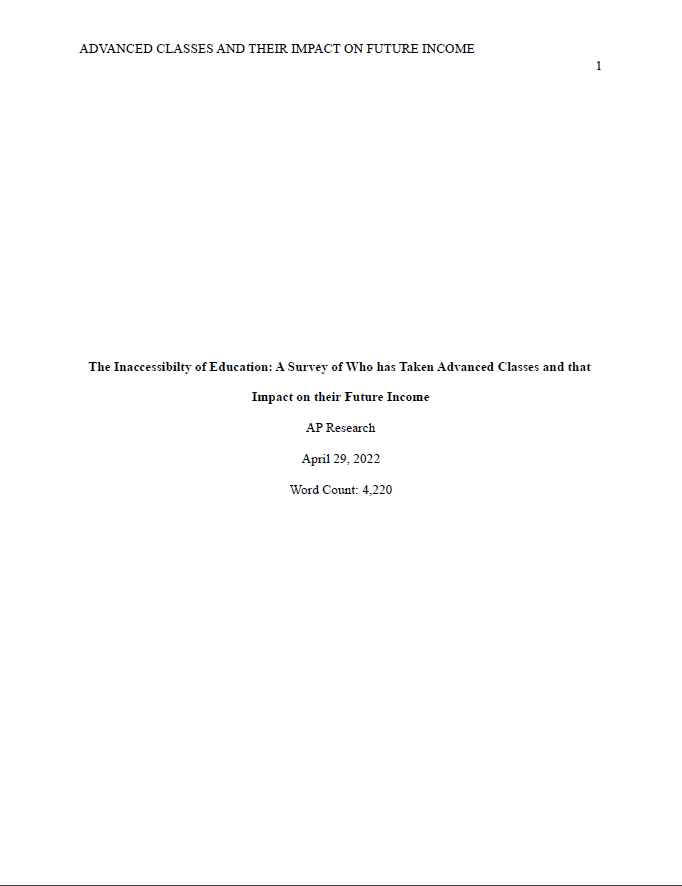 ADVANCED CLASSES AND THEIR IMPACT ON FUTURE INCOME
1
The Inaccessibilty of Education: A Survey of Who has Taken Advanced Classes and that
Impact on their Future Income
AP Research
April 29, 2022
Word Count: 4,220